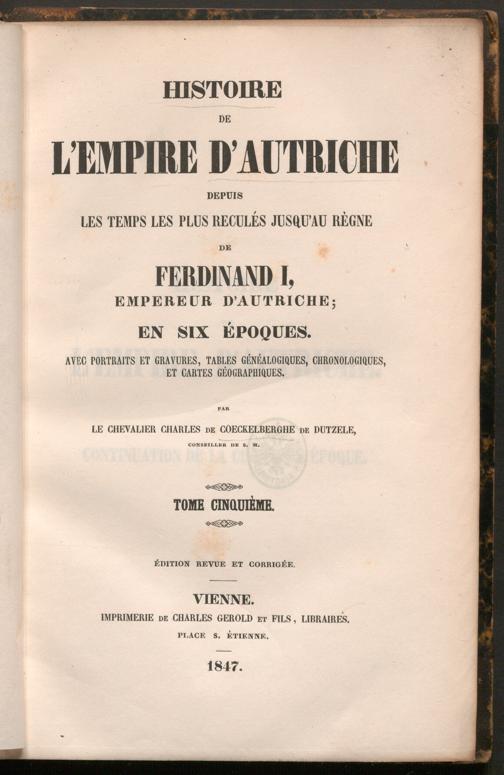 HISTOIRE
DE
L'EMPIRE D'AUTRICHE
DEPUIS
LES TEMPS LES PLUS RECULÉS JUSQU'AU RÈGNE
DE
FERDINAND I,
EMPEREUR D'AUTRICHE;
EN SIX ÉPOQUES.
AVEC PORTRAITS ET GRAVURES, TABLES GÉNÉALOGIQUES, CHRONOLOGIQUES,
ET CARTES GÉOGRAPHIQUES.
PAR
LE CHEVALIER CHARLES DE COECKELBERGHE DE DUTZELE,
CONSEILLER DE S. M.
TOME CINQUIÈME.
ÉDITION REVUE ET CORRIGÉE.
VIENNE.
IMPRIMERIE DE CHARLES GEROLD ET FILS, LIBRAIRES,
PLACE S. ÉTIENNE.
1847.